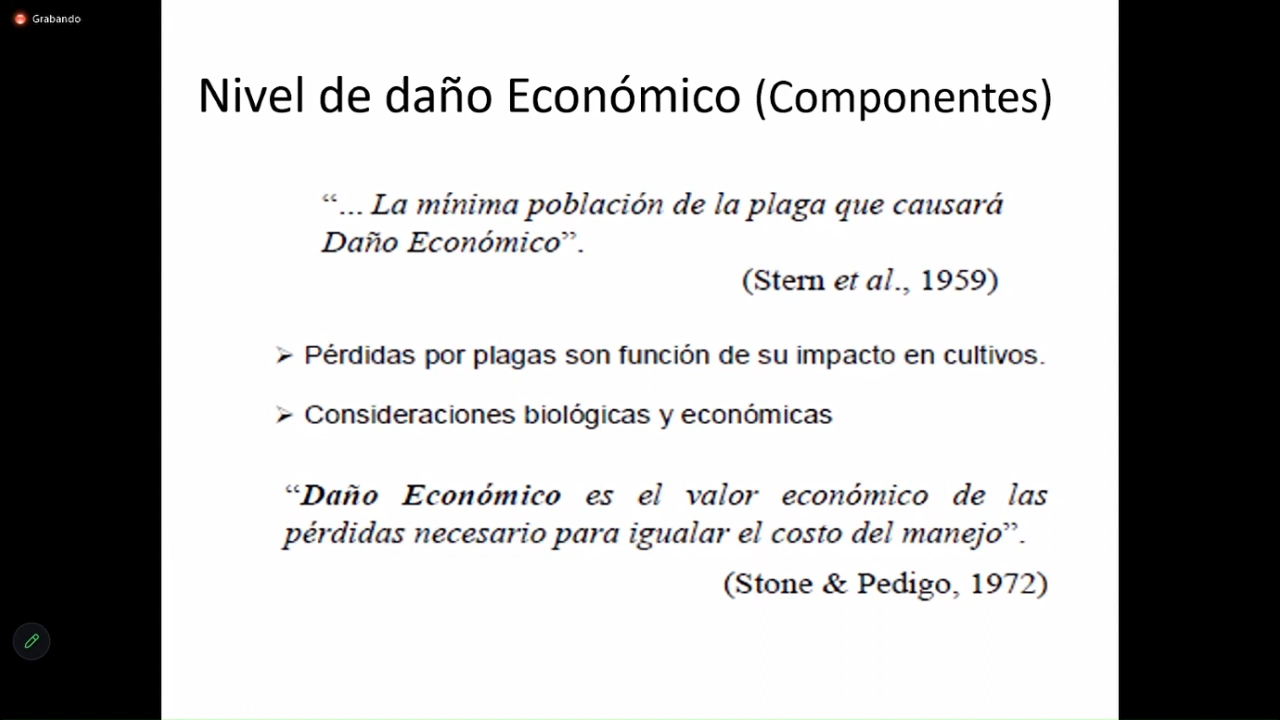 Grabando
Nivel de daño Económico (Componentes)
“... La mínima población de la plaga que causará
Daño Económico”.
(Stern et al., 1959)
➢ Pérdidas por plagas son función de su impacto en cultivos.
➢ Consideraciones biológicas y económicas
“Daño Económico es el valor económico de las
pérdidas necesario para igualar el costo del manejo”.
(Stone & Pedigo, 1972)